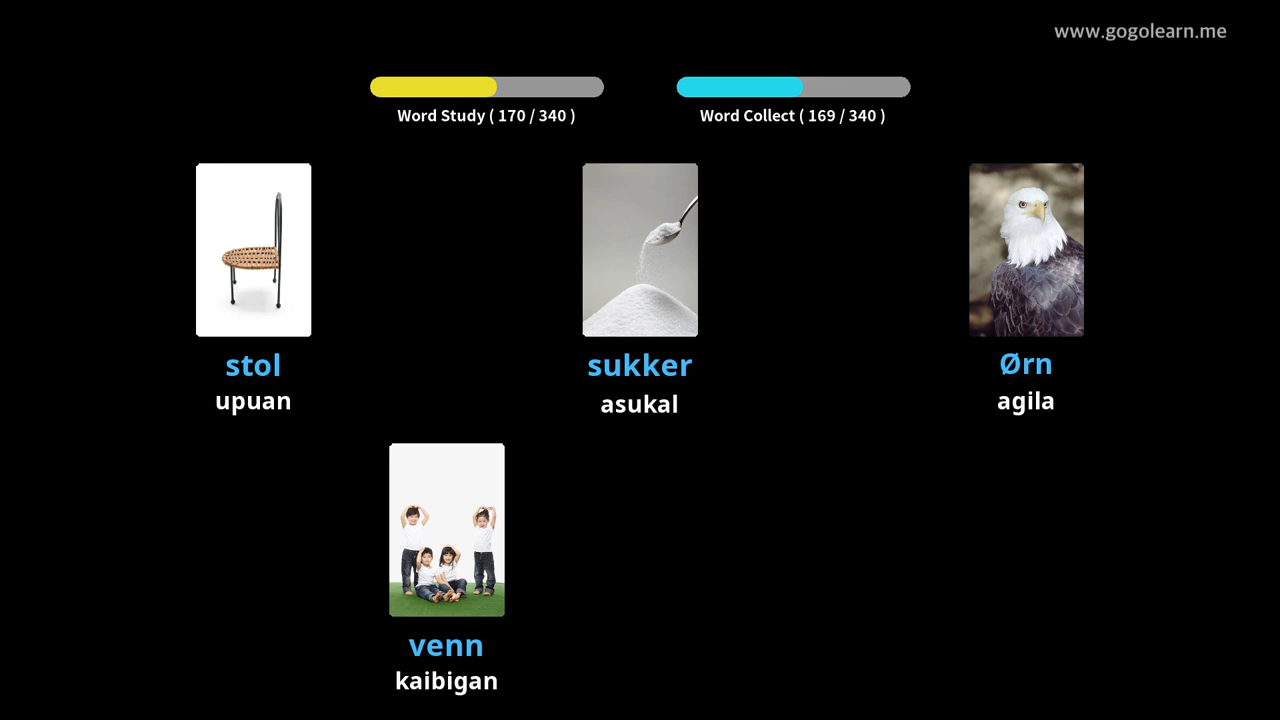 www.gogolearn.me
Word Study ( 170 / 340 )
Word Collect ( 169 / 340 )
stol
upuan
sukker
asukal
Ørn
agila
venn
kaibigan